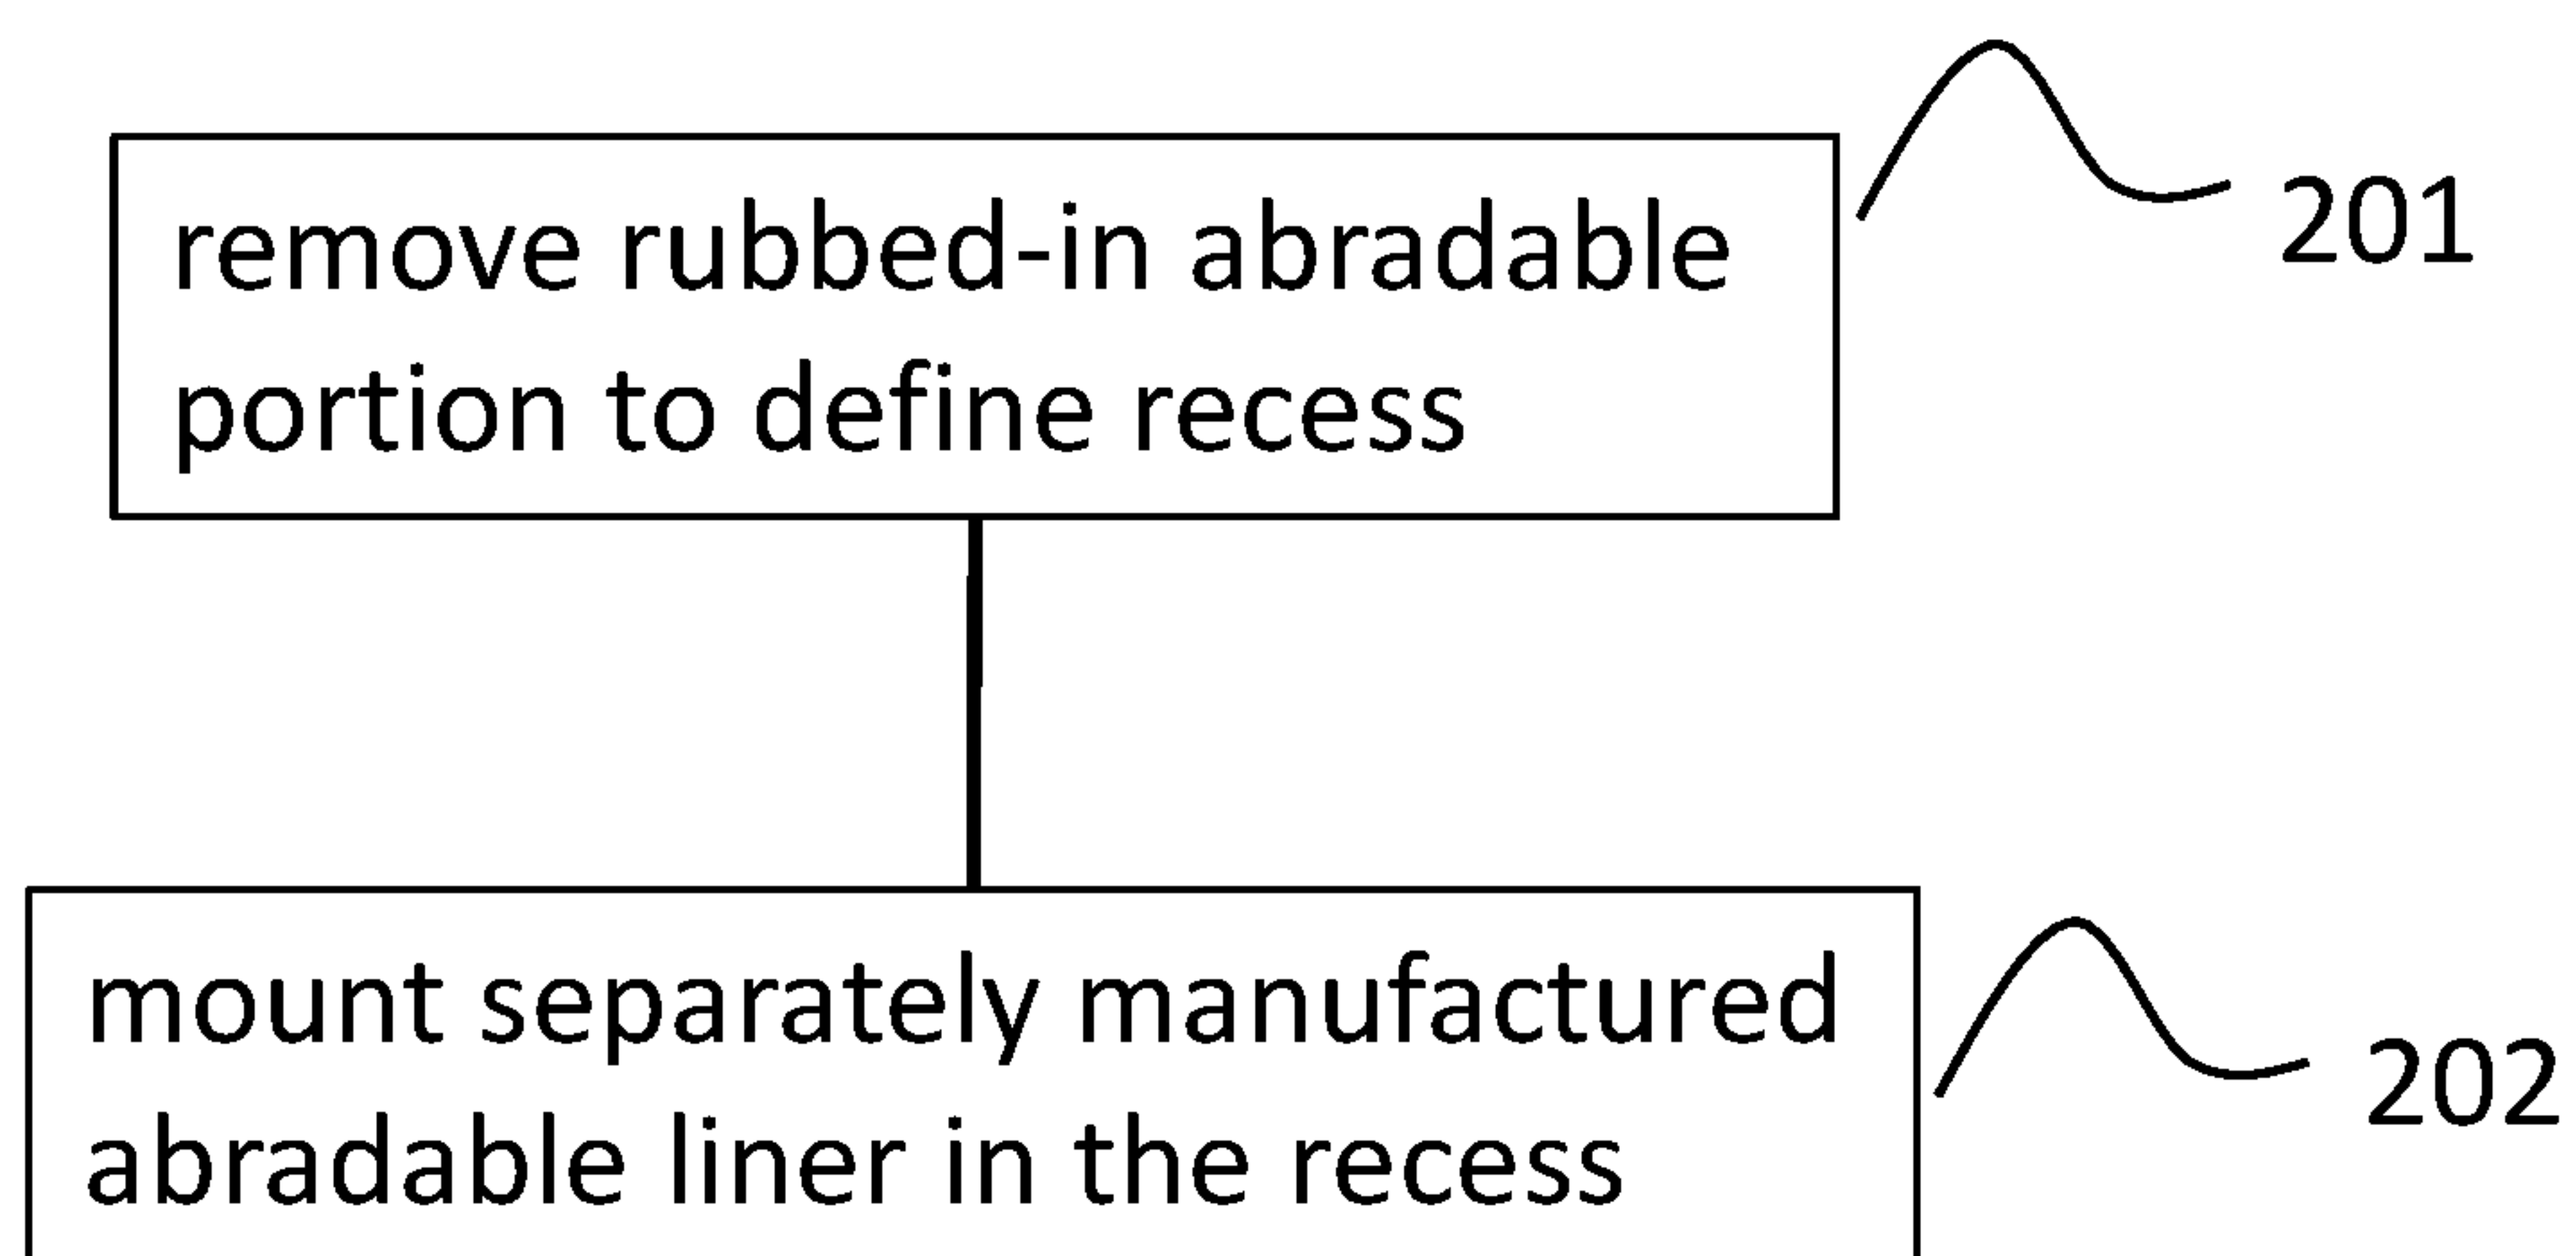 remove rubbed-in abradable
portion to define recess
201
mount separately manufactured
abradable liner in the recess
202